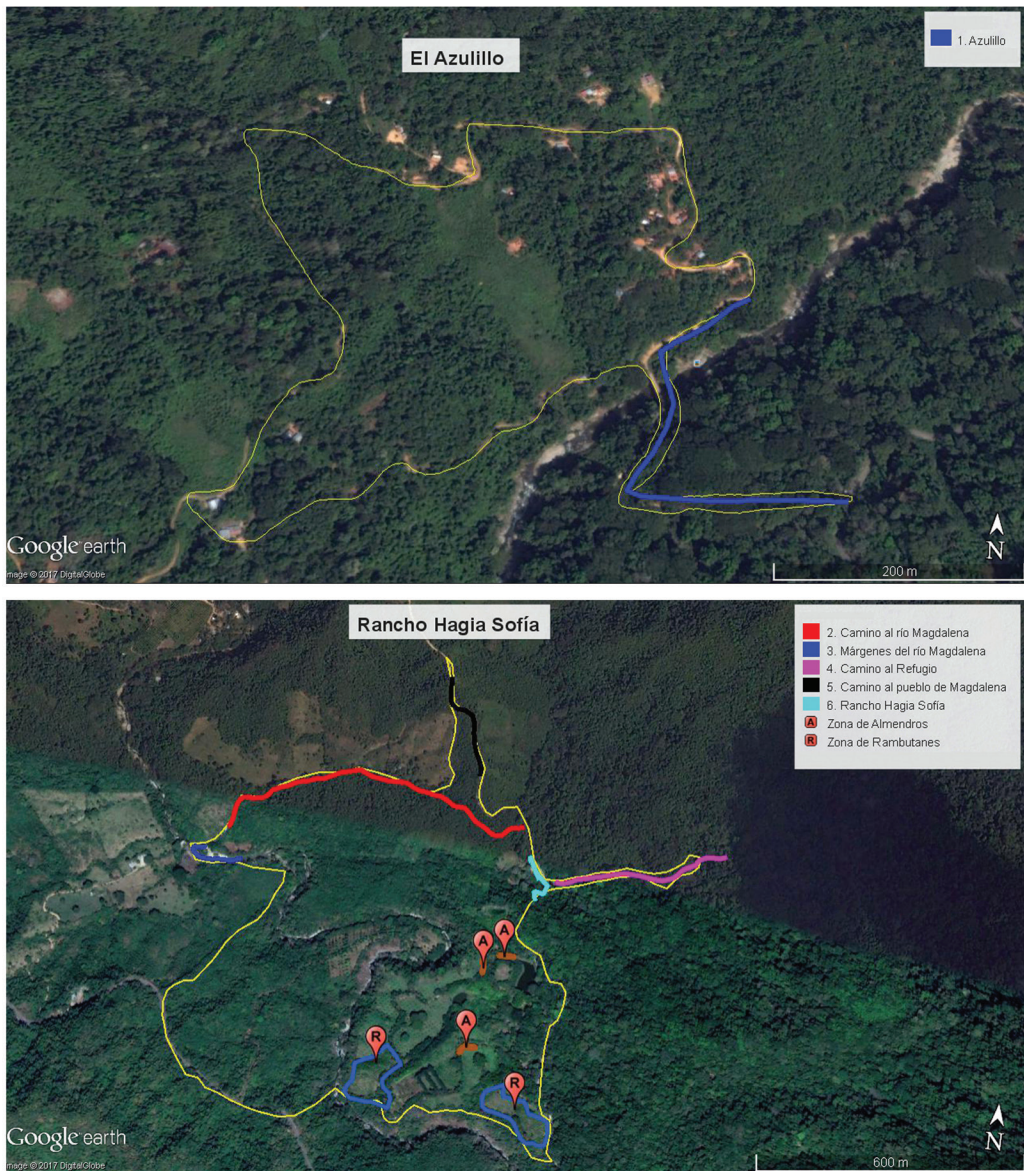 El Azulillo
1. Azulillo
Google earth
mage © 2017 DigitalGlobe
N
200 m
Rancho Hagia Sofía
2. Camino al río Magdalena
3. Márgenes del río Magdalena
4. Camino al Refugio
5. Camino al pueblo de Magdalena
6. Rancho Hagia Sofía
A Zona de Almendros
R Zona de Rambutanes
A
A
A
R
R
Google earth
Image © 2017 DigitalGlobe
N
600 m